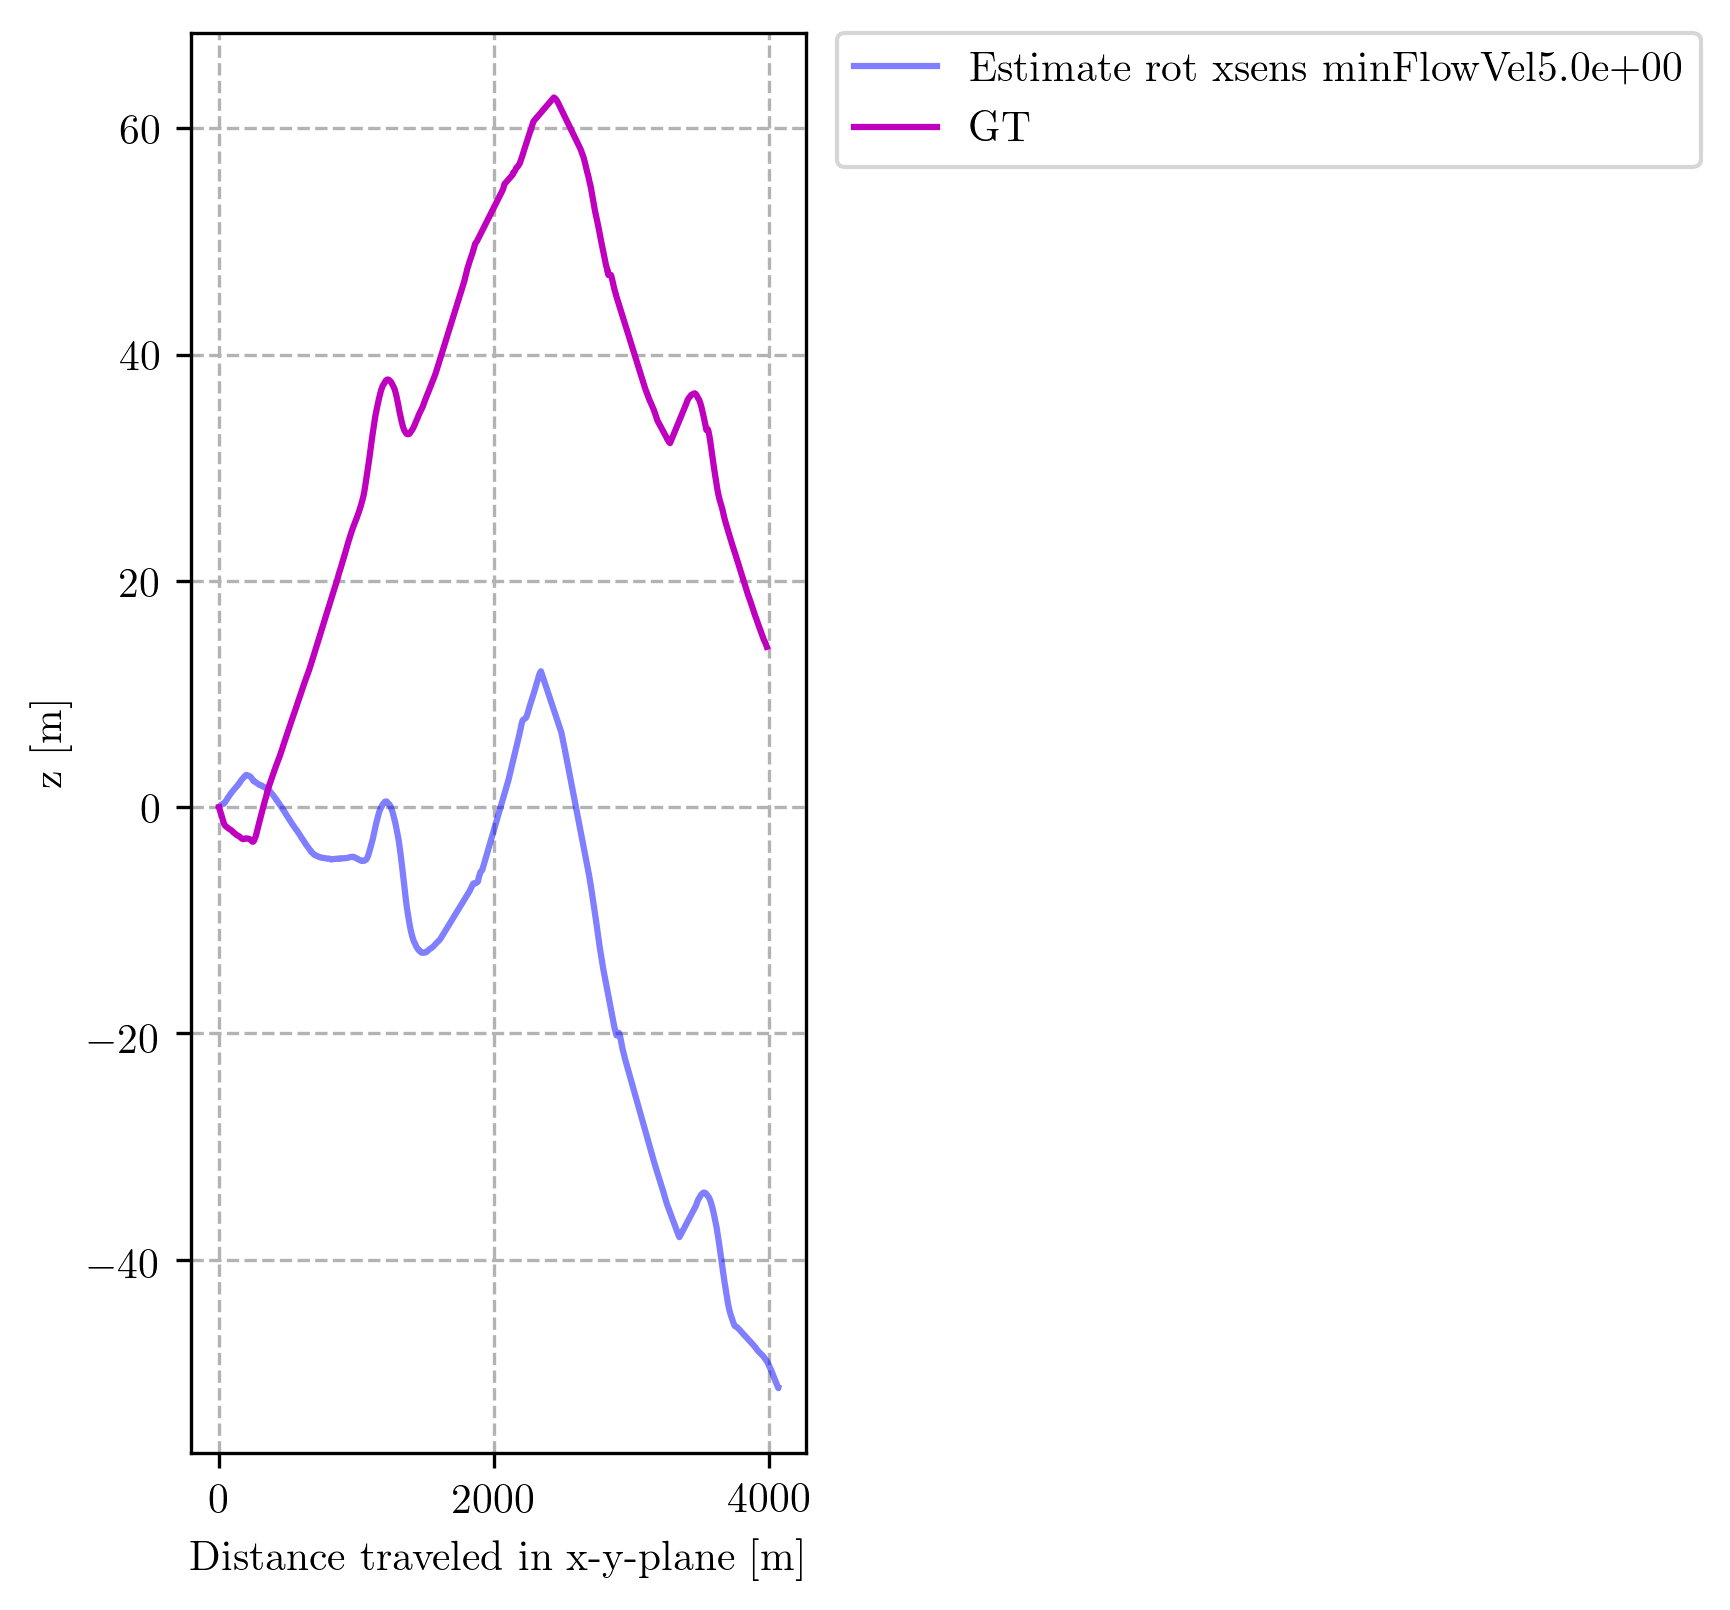 Estimate rot xsens minFlowVel5.0e+00
GT
60
40
20
0
−20
−40
z [m]
0 2000 4000
Distance traveled in x-y-plane [m]